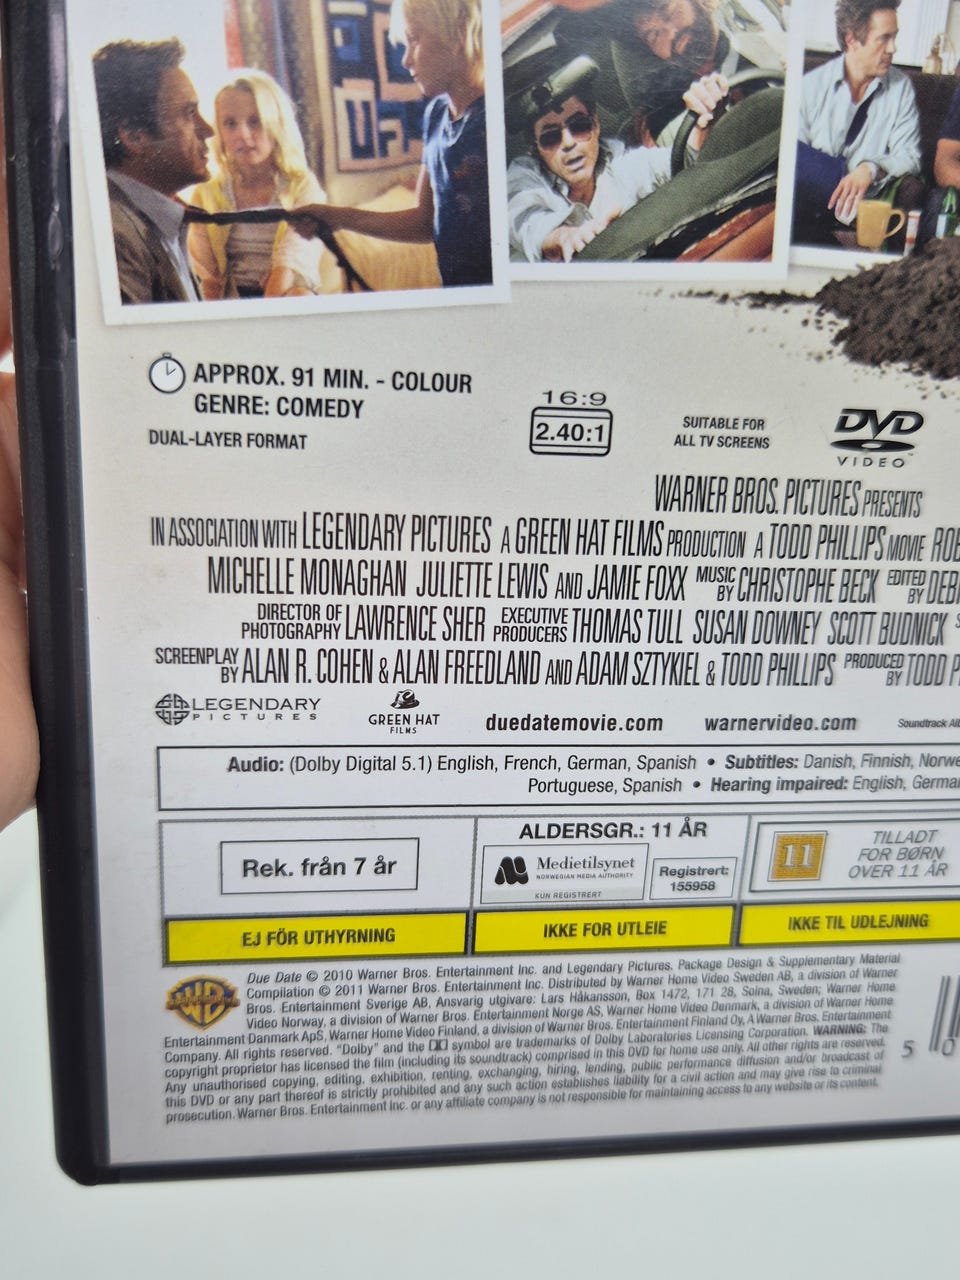 APPROX. 91 MIN. - COLOUR
GENRE: COMEDY
DUAL-LAYER FORMAT
16:9
2.40:1
SUITABLE FOR
ALL TV SCREENS
DVD
VIDEO
WARNER BROS. PICTURES PRESENTS
IN ASSOCIATION WITH LEGENDARY PICTURES A GREEN HAT FILMS PRODUCTION A TODD PHILLIPS MOVIE
MICHELLE MONAGHAN JULIETTE LEWIS AND JAMIE FOXX MUSIC BY CHRISTOPHE BECK EDITED BY
DIRECTOR OF PHOTOGRAPHY LAWRENCE SHER EXECUTIVE PRODUCERS THOMAS TULL SUSAN DOWNEY SCOTT BUDNICK
SCREENPLAY BY ALAN R. COHEN & ALAN FREEDLAND AND ADAM SZTYKIEL & TODD PHILLIPS PRODUCED BY TODD
LEGENDARY
PICTURES
GREEN HAT
FILMS
duedatemovie.com
warnervideo.com
Soundtrack
Audio: (Dolby Digital 5.1) English, French, German, Spanish • Subtitles: Danish, Finnish,
Portuguese, Spanish • Hearing impaired: English,
Rek. från 7 år
ALDERSGR.: 11 ÅR
Medietilsynet
NORWEGIAN MEDIA AUTHORITY
KUN REGISTRERT
Registrert:
155958
11
TILLADT
FOR BØRN
OVER 11 ÅR
EJ FÖR UTHYRNING
IKKE FOR UTLEIE
IKKE TIL UDLEJNING
Due Date © 2010 Warner Bros. Entertainment Inc. and Legendary Pictures. Package Design & Supplementary Material
Compilation © 2011 Warner Bros. Entertainment Inc. Distributed by Warner Home Video Sweden AB, a division of Warner
Bros. Entertainment Sverige AB, Ansvarig utgivare: Lars Håkansson, Box 1472, 171 28, Solna, Sweden; Warner Home
Video Norway, a division of Warner Bros. Entertainment Norge AS, Warner Home Video Denmark, a division of Warner Home
Entertainment Danmark ApS, Warner Home Video Finland, a division of Warner Bros. Entertainment Finland Oy, A Warner Bros. Entertainment
Company. All rights reserved. "Dolby" and the symbol are trademarks of Dolby Laboratories Licensing Corporation. WARNING: The
copyright proprietor has licensed the film (including its soundtrack) comprised in this DVD for home use only. All other rights are reserved.
Any unauthorised copying, editing, exhibition, renting, exchanging, hiring, lending, public performance diffusion and/or broadcast of
this DVD or any part thereof is strictly prohibited and any such action establishes liability for a civil action and may give rise to criminal
prosecution. Warner Bros. Entertainment Inc. or any affiliate company is not responsible for maintaining access to any website or its content.
5 0